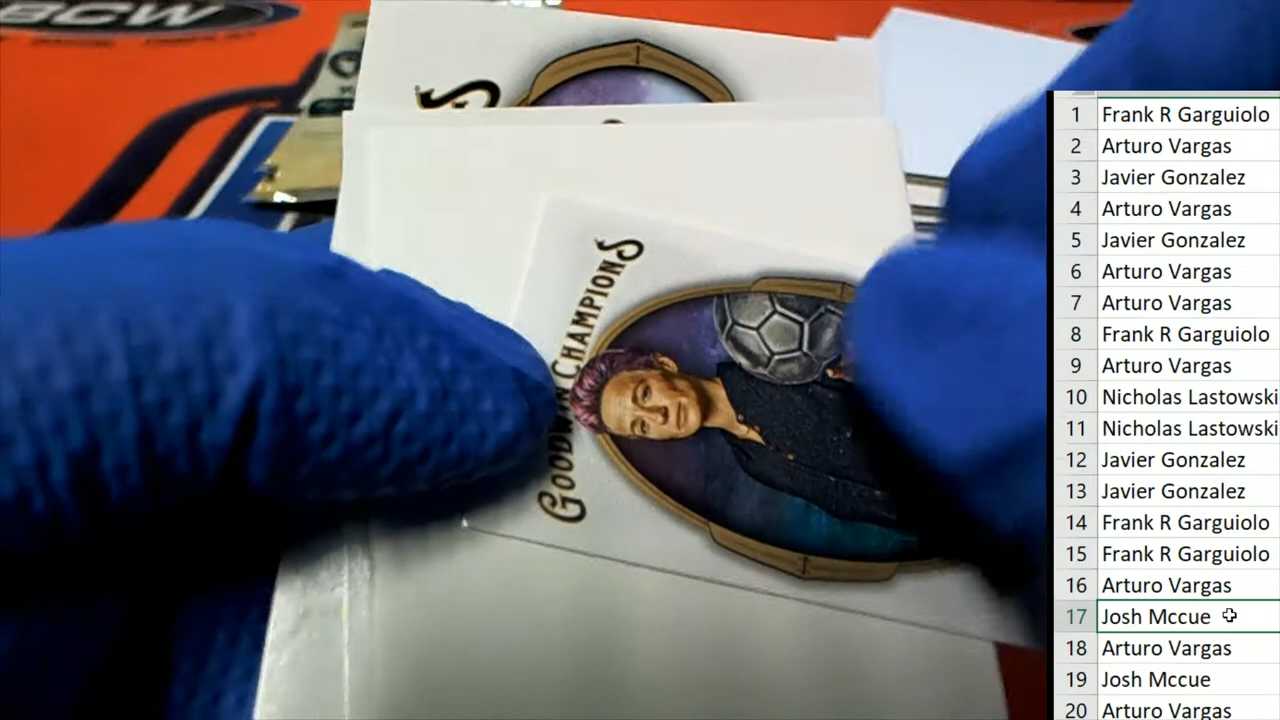 BCW
S
GOODWIN CHAMPIONS
1 Frank R Garguiolo
2 Arturo Vargas
3 Javier Gonzalez
4 Arturo Vargas
5 Javier Gonzalez
6 Arturo Vargas
7 Arturo Vargas
8 Frank R Garguiolo
9 Arturo Vargas
10 Nicholas Lastowski
11 Nicholas Lastowski
12 Javier Gonzalez
13 Javier Gonzalez
14 Frank R Garguiolo
15 Frank R Garguiolo
16 Arturo Vargas
17 Josh Mccue
18 Arturo Vargas
19 Josh Mccue
20 Arturo Vargas